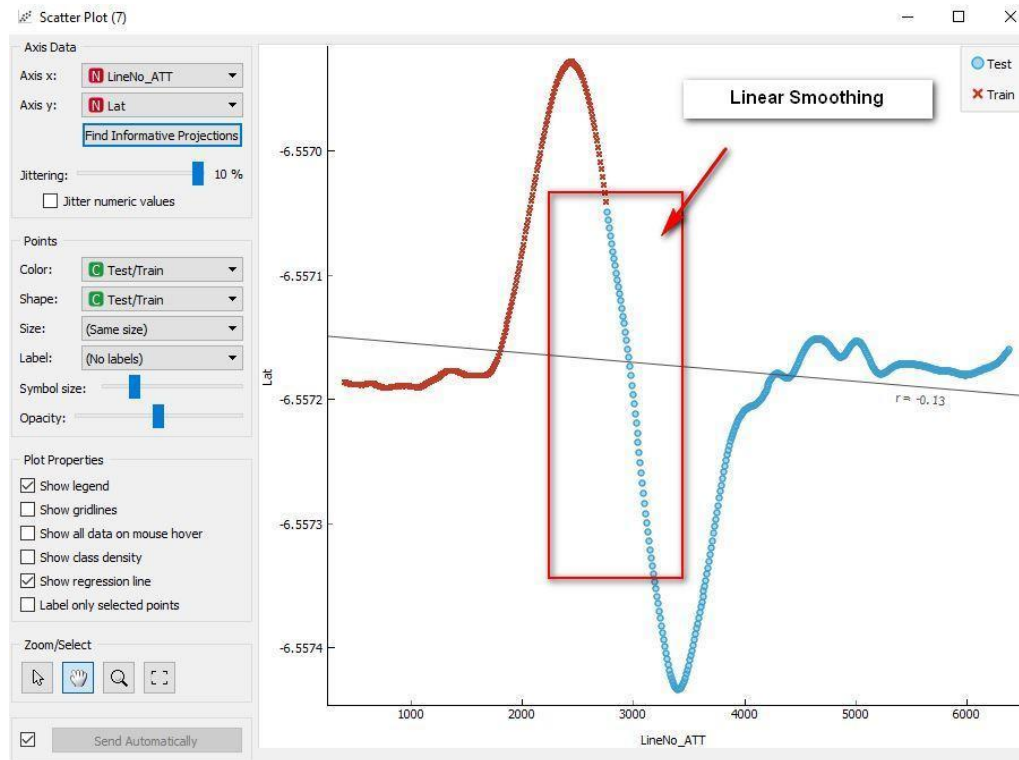 Scatter Plot (7)
Axis Data
Axis x: N LineNo_ATT
Axis y: N Lat
Find Informative Projections
Jittering: 10 %
Jitter numeric values
Points
Color: C Test/Train
Shape: C Test/Train
Size: (Same size)
Label: (No labels)
Symbol size:
Opacity:
Plot Properties
Show legend
Show gridlines
Show all data on mouse hover
Show class density
Show regression line
Label only selected points
Zoom/Select
Send Automatically
Linear Smoothing
Test
Train
-6.5570
-6.5571
-6.5572
-6.5573
-6.5574
Lat
r = -0.13
1000 2000 3000 4000 5000 6000
LineNo_ATT